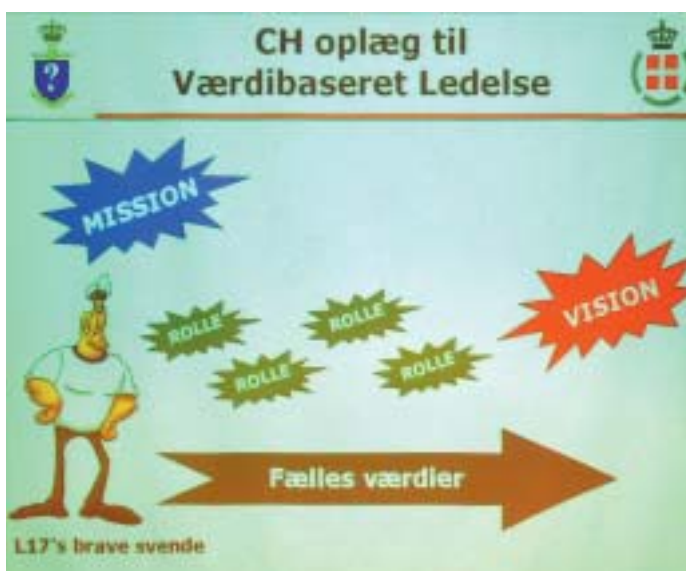 ?
CH oplæg til
Værdibaseret Ledelse
MISSION
VISION
ROLLE
ROLLE
ROLLE
ROLLE
Fælles værdier
L17's brave svende